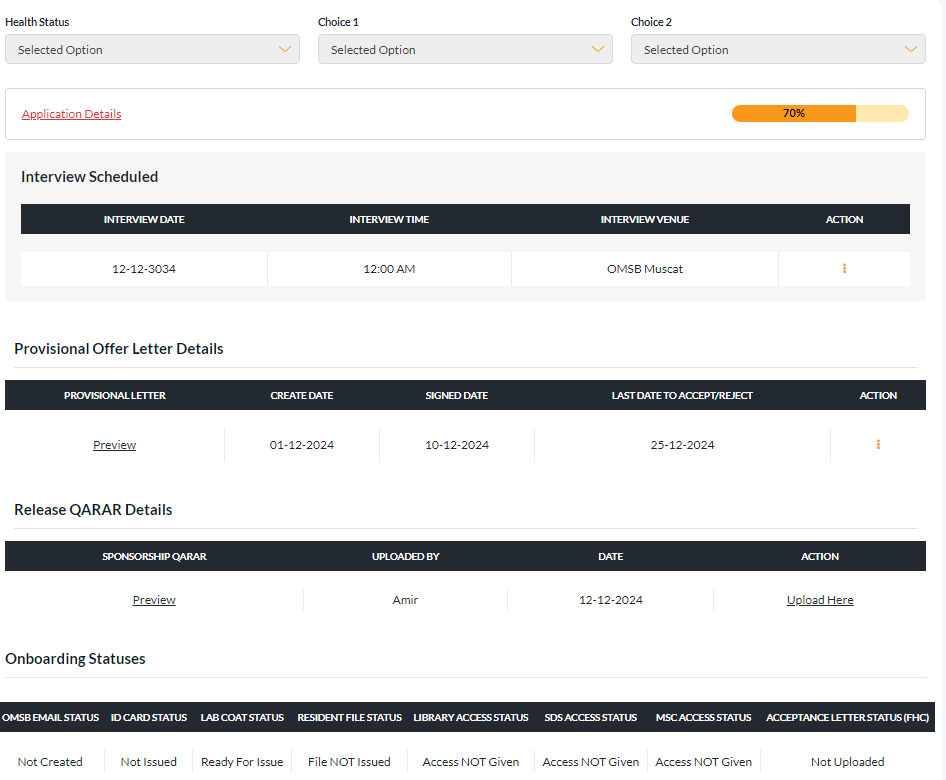 Health Status Choice 1 Choice 2
Selected Option Selected Option Selected Option
Application Details 70%
Interview Scheduled
INTERVIEW DATE INTERVIEW TIME INTERVIEW VENUE ACTION
12-12-3034 12:00 AM OMSB Muscat
Provisional Offer Letter Details
PROVISIONAL LETTER CREATE DATE SIGNED DATE LAST DATE TO ACCEPT/REJECT ACTION
Preview 01-12-2024 10-12-2024 25-12-2024
Release QARAR Details
SPONSORSHIP QARAR UPLOADED BY DATE ACTION
Preview Amir 12-12-2024 Upload Here
Onboarding Statuses
OMSB EMAIL STATUS ID CARD STATUS LAB COAT STATUS RESIDENT FILE STATUS LIBRARY ACCESS STATUS SDS ACCESS STATUS MSC ACCESS STATUS ACCEPTANCE LETTER STATUS (FHC)
Not Created Not Issued Ready For Issue File NOT Issued Access NOT Given Access NOT Given Access NOT Given Not Uploaded